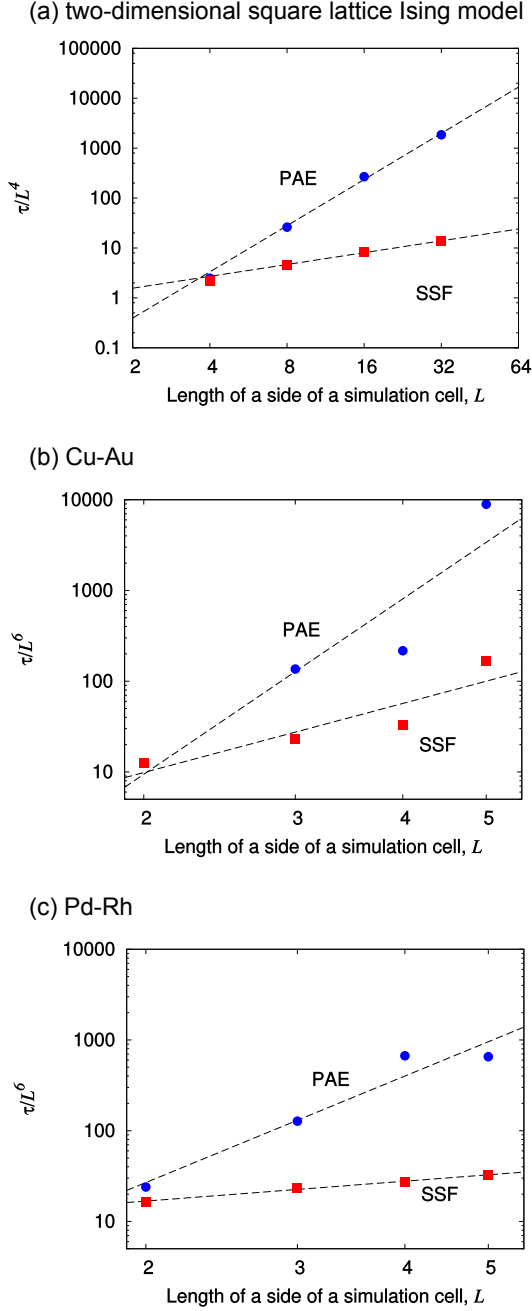 (a) two-dimensional square lattice Ising model
100000
10000
1000
100
10
1
0.1
τ/L⁴
PAE
SSF
2 4 8 16 32 64
Length of a side of a simulation cell, L
(b) Cu-Au
10000
1000
100
10
τ/L⁶
PAE
SSF
2 3 4 5
Length of a side of a simulation cell, L
(c) Pd-Rh
10000
1000
100
10
τ/L⁶
PAE
SSF
2 3 4 5
Length of a side of a simulation cell, L